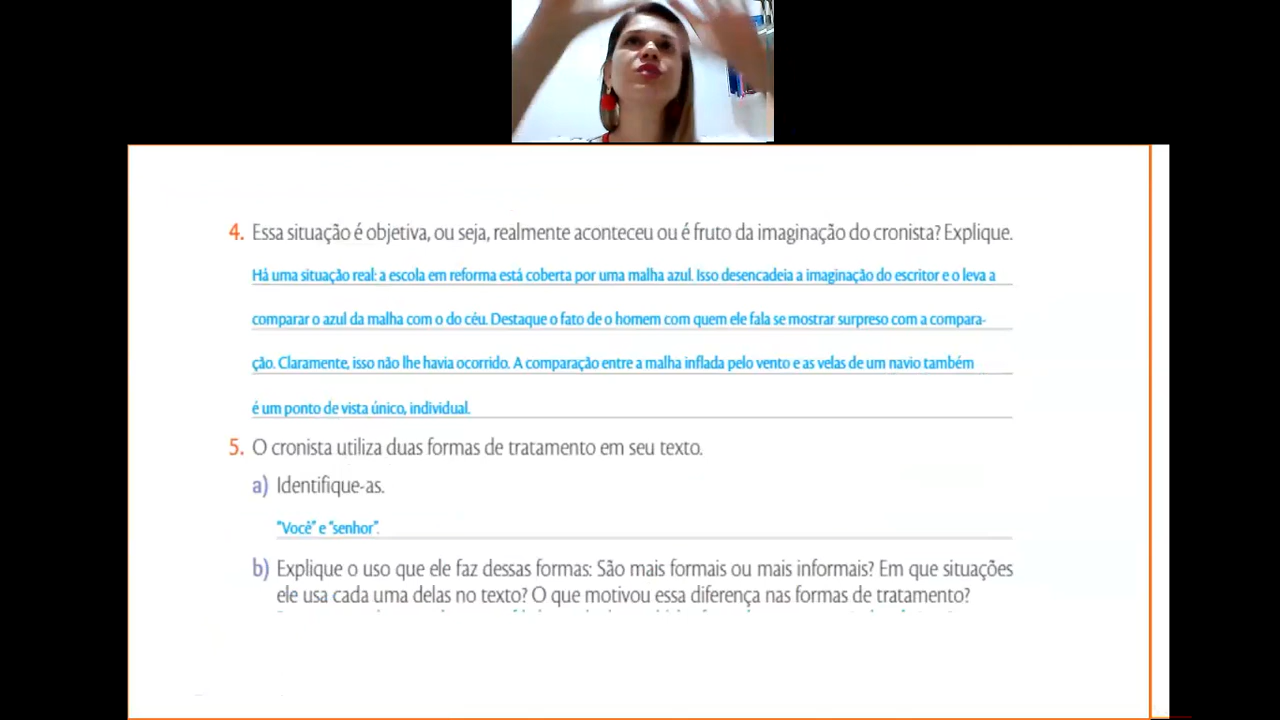 4. Essa situação é objetiva, ou seja, realmente aconteceu ou é fruto da imaginação do cronista? Explique.
Há uma situação real: a escola em reforma está coberta por uma malha azul. Isso desencadeia a imaginação do escritor e o leva a
comparar o azul da malha com o do céu. Destaque o fato de o homem com quem ele fala se mostrar surpreso com a compara-
ção. Claramente, isso não lhe havia ocorrido. A comparação entre a malha inflada pelo vento e as velas de um navio também
é um ponto de vista único, individual.
5. O cronista utiliza duas formas de tratamento em seu texto.
a) Identifique-as.
"Você" e "senhor".
b) Explique o uso que ele faz dessas formas: São mais formais ou mais informais? Em que situações
ele usa cada uma delas no texto? O que motivou essa diferença nas formas de tratamento?